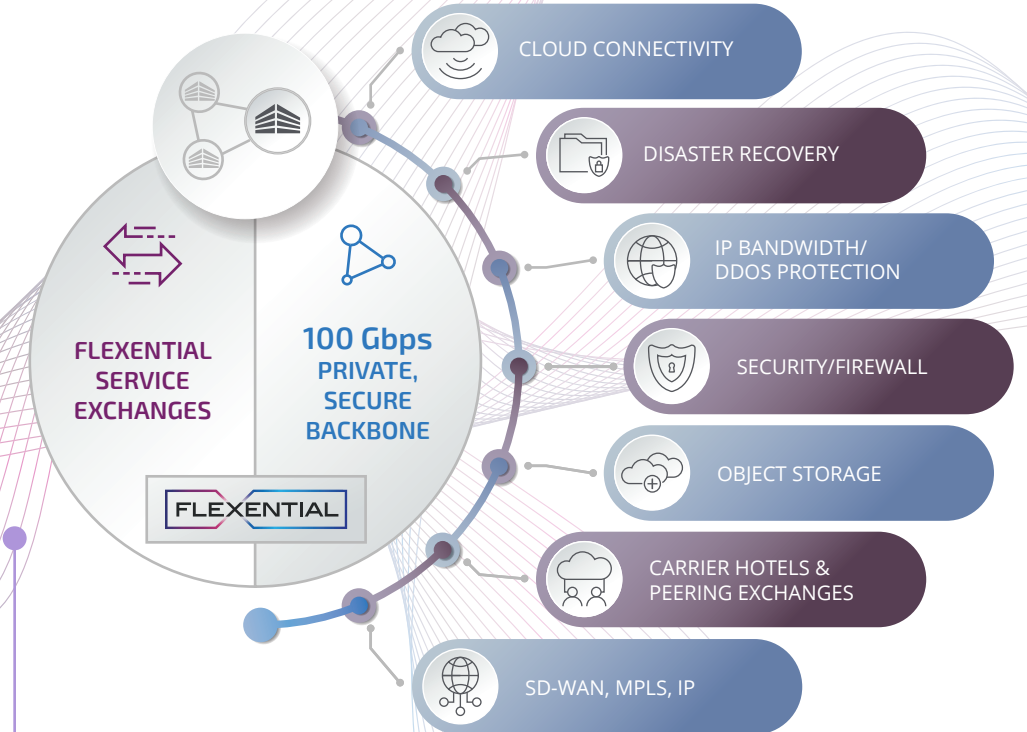 CLOUD CONNECTIVITY
DISASTER RECOVERY
IP BANDWIDTH/
DDOS PROTECTION
SECURITY/FIREWALL
OBJECT STORAGE
CARRIER HOTELS &
PEERING EXCHANGES
SD-WAN, MPLS, IP
FLEXENTIAL
SERVICE
EXCHANGES
100 Gbps
PRIVATE,
SECURE
BACKBONE
FLEXENTIAL